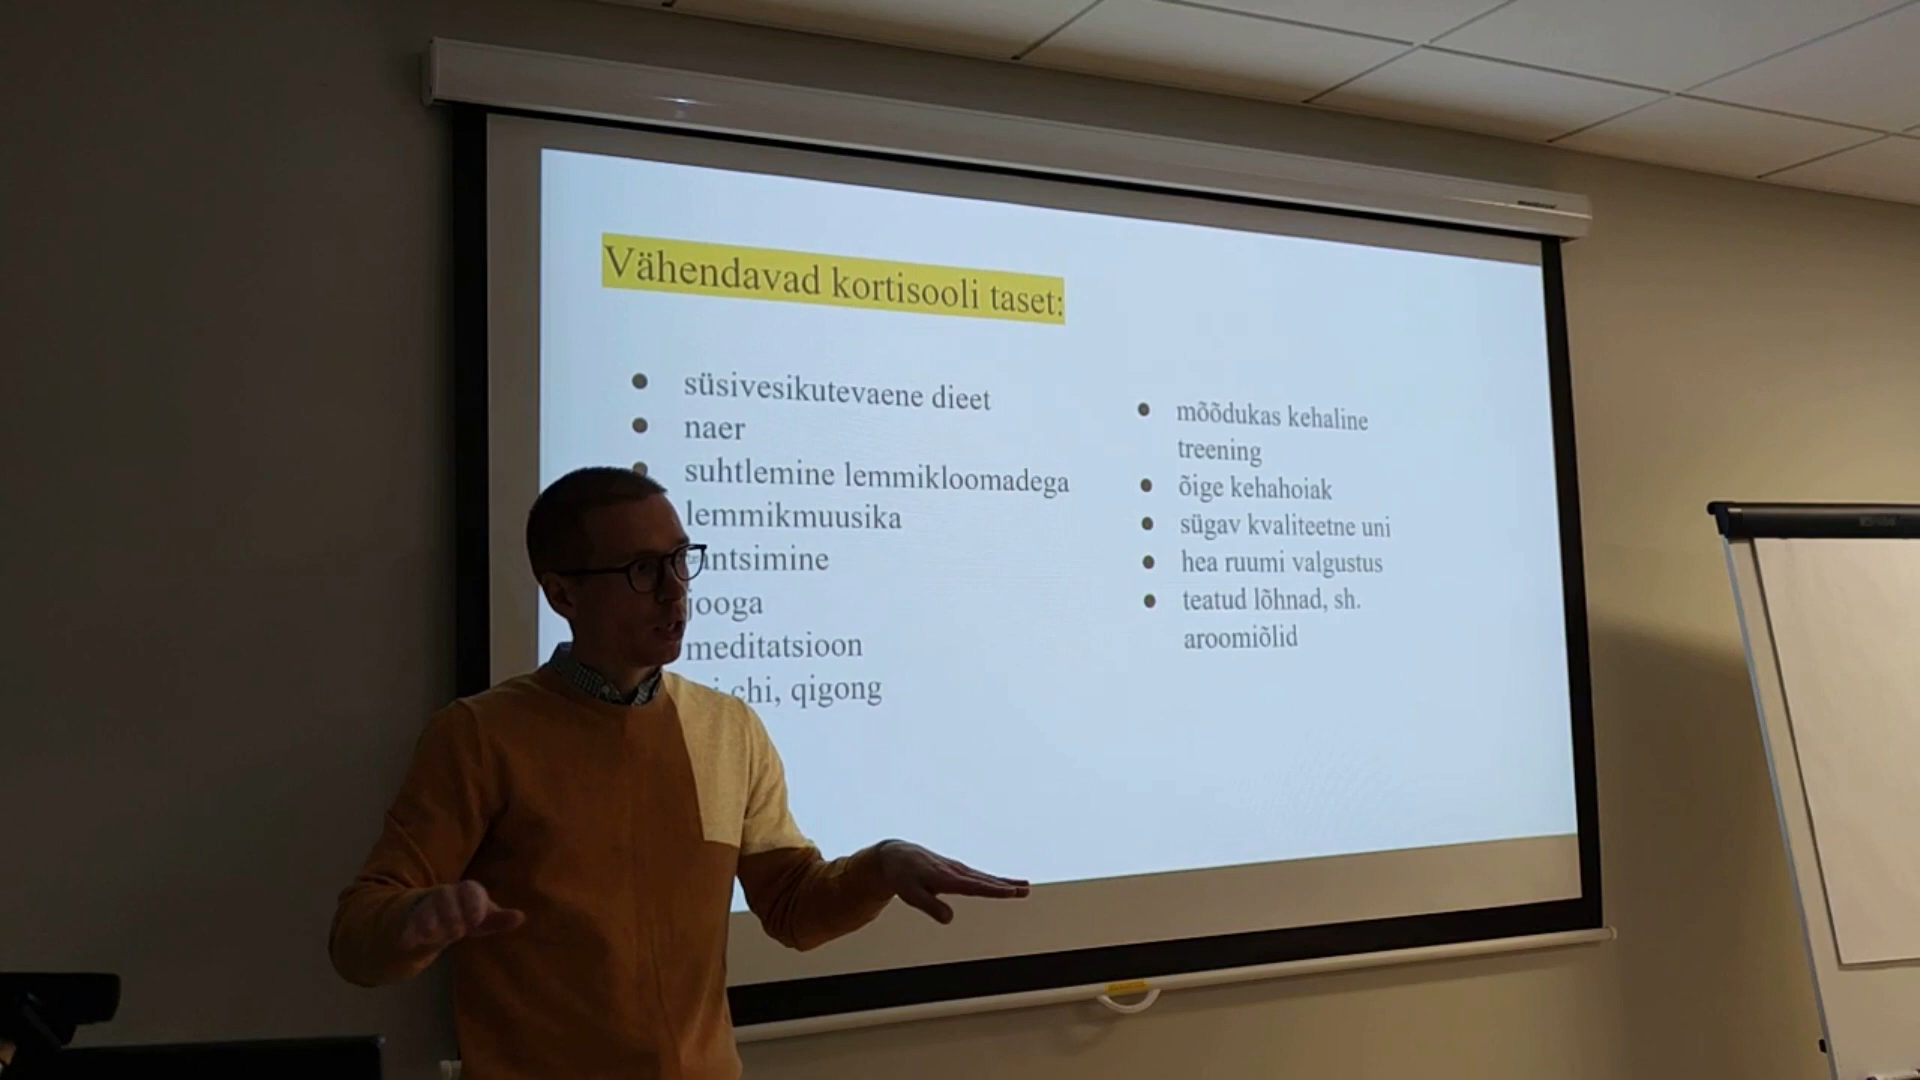 Vähendavad kortisooli taset:
süsivesikutevaene dieet
naer
suhtlemine lemmikloomadega
lemmikmuusika
antsimine
jooga
meditatsioon
chi, qigong
mõõdukas kehaline
treening
õige kehahoiak
sügav kvaliteetne uni
hea ruumi valgustus
teatud lõhnad, sh.
aroomiõlid